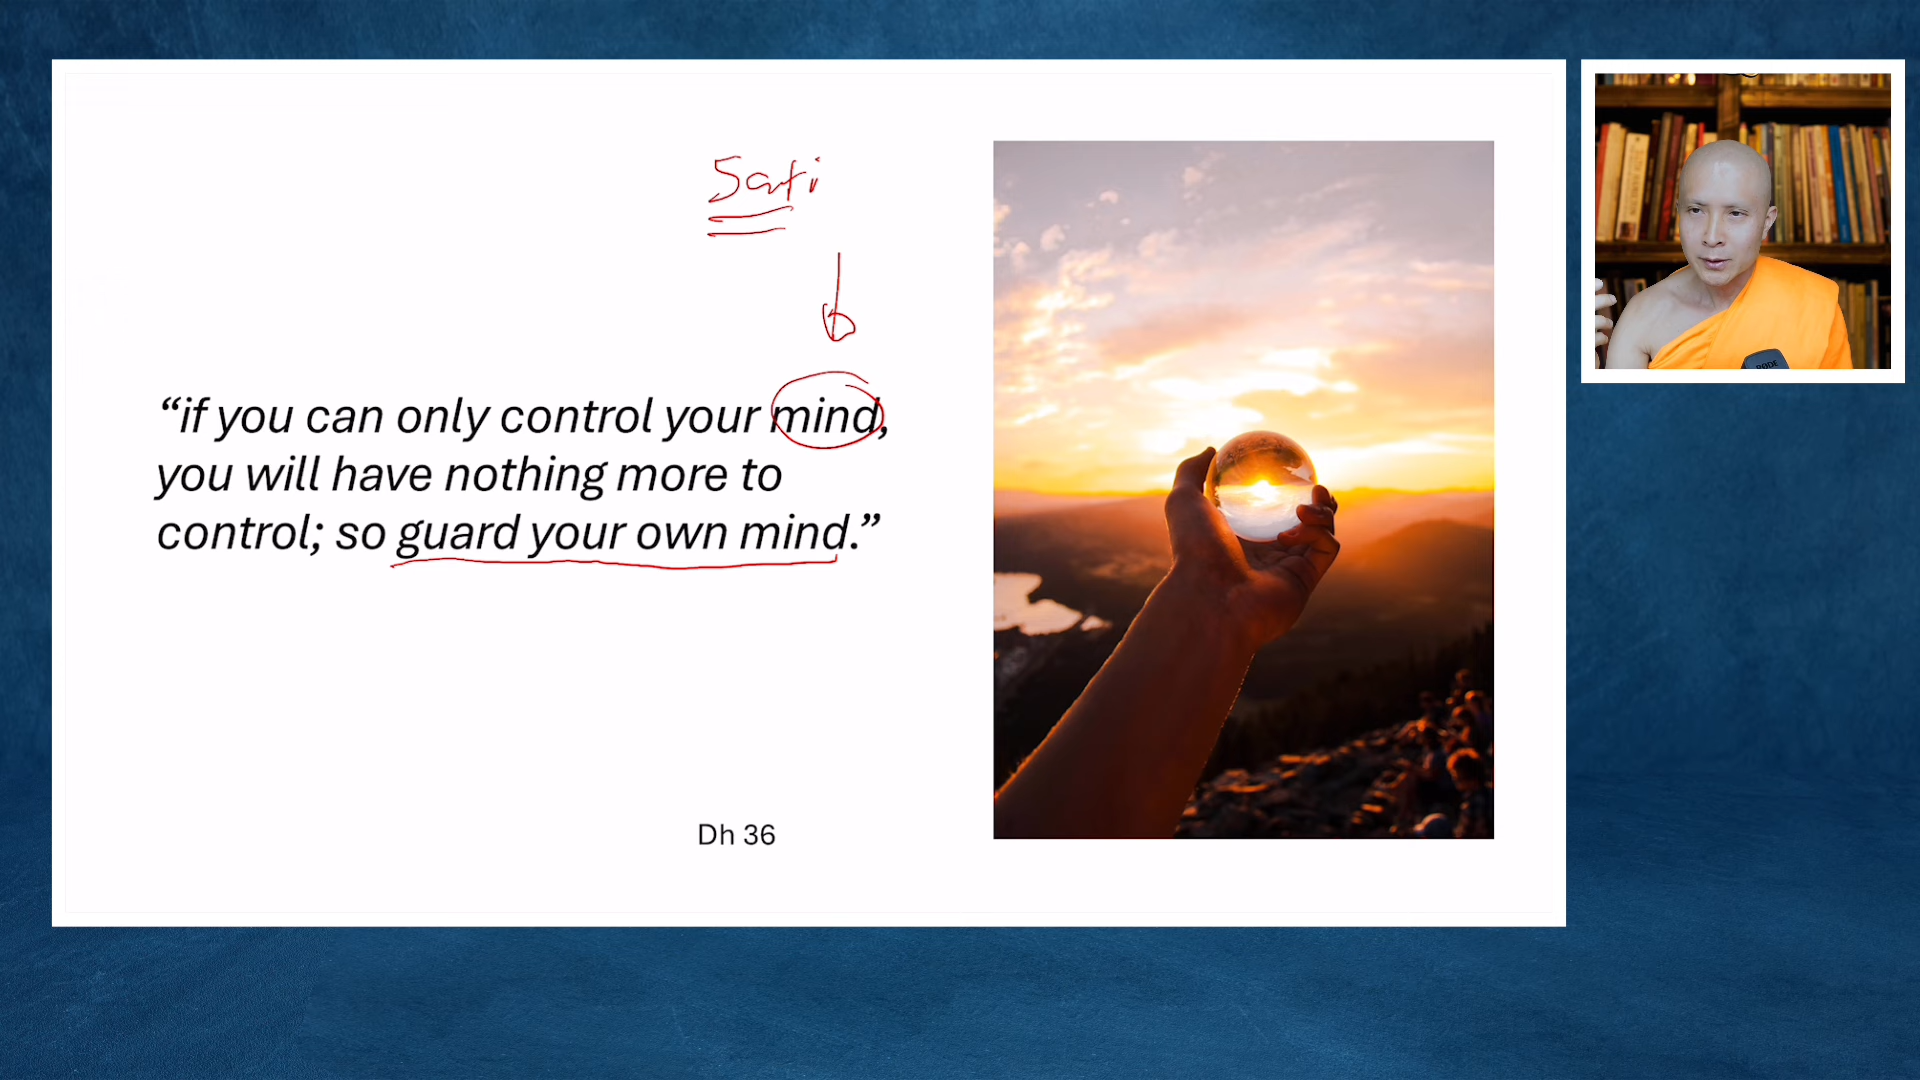 Sati
“if you can only control your mind,
you will have nothing more to
control; so guard your own mind.”
Dh 36
RODE